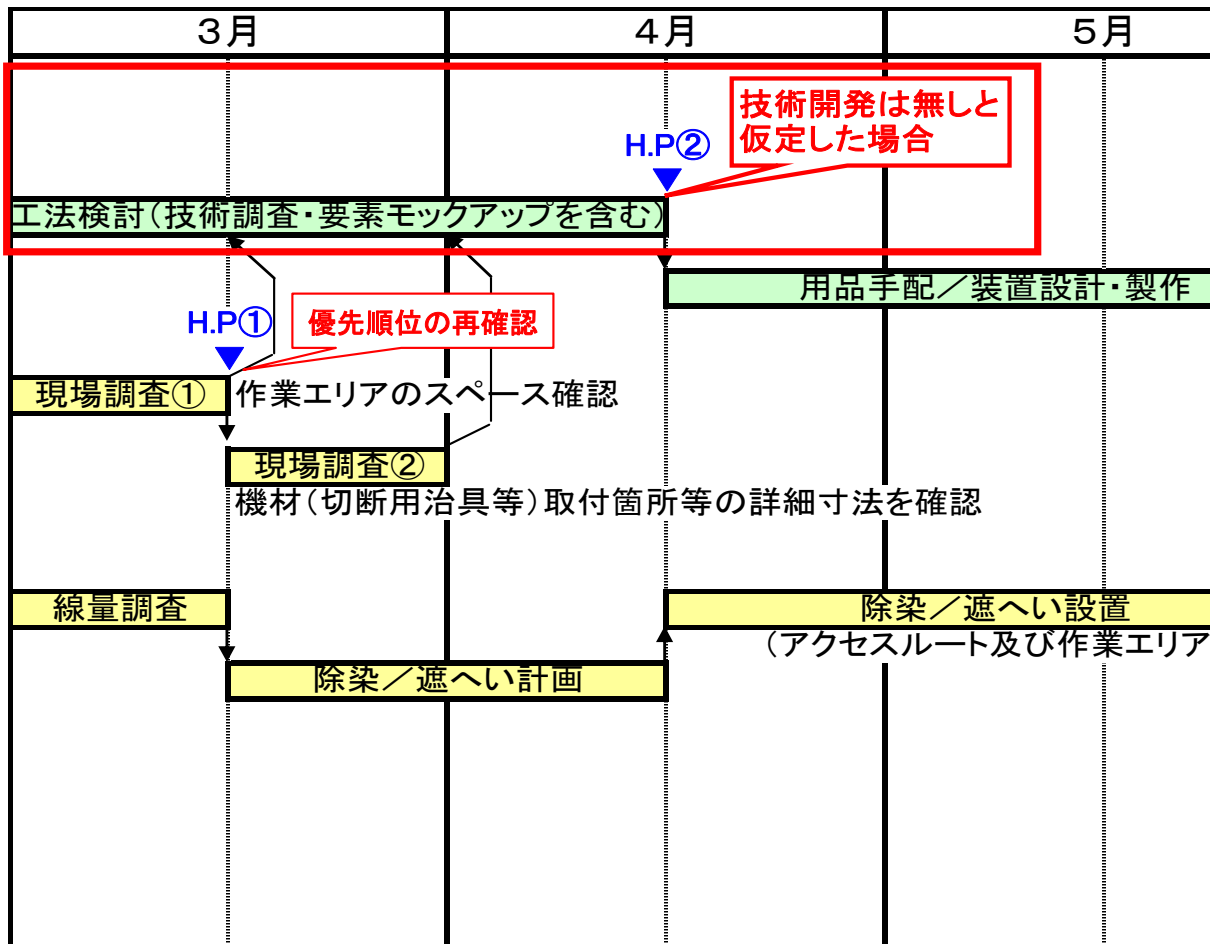 ３月
４月
５月
技術開発は無しと
仮定した場合
H.P②
工法検討（技術調査・要素モックアップを含む）
用品手配／装置設計・製作
H.P①
優先順位の再確認
現場調査①
作業エリアのスペース確認
現場調査②
機材（切断用治具等）取付箇所等の詳細寸法を確認
線量調査
除染／遮へい設置
（アクセスルート及び作業エリア
除染／遮へい計画